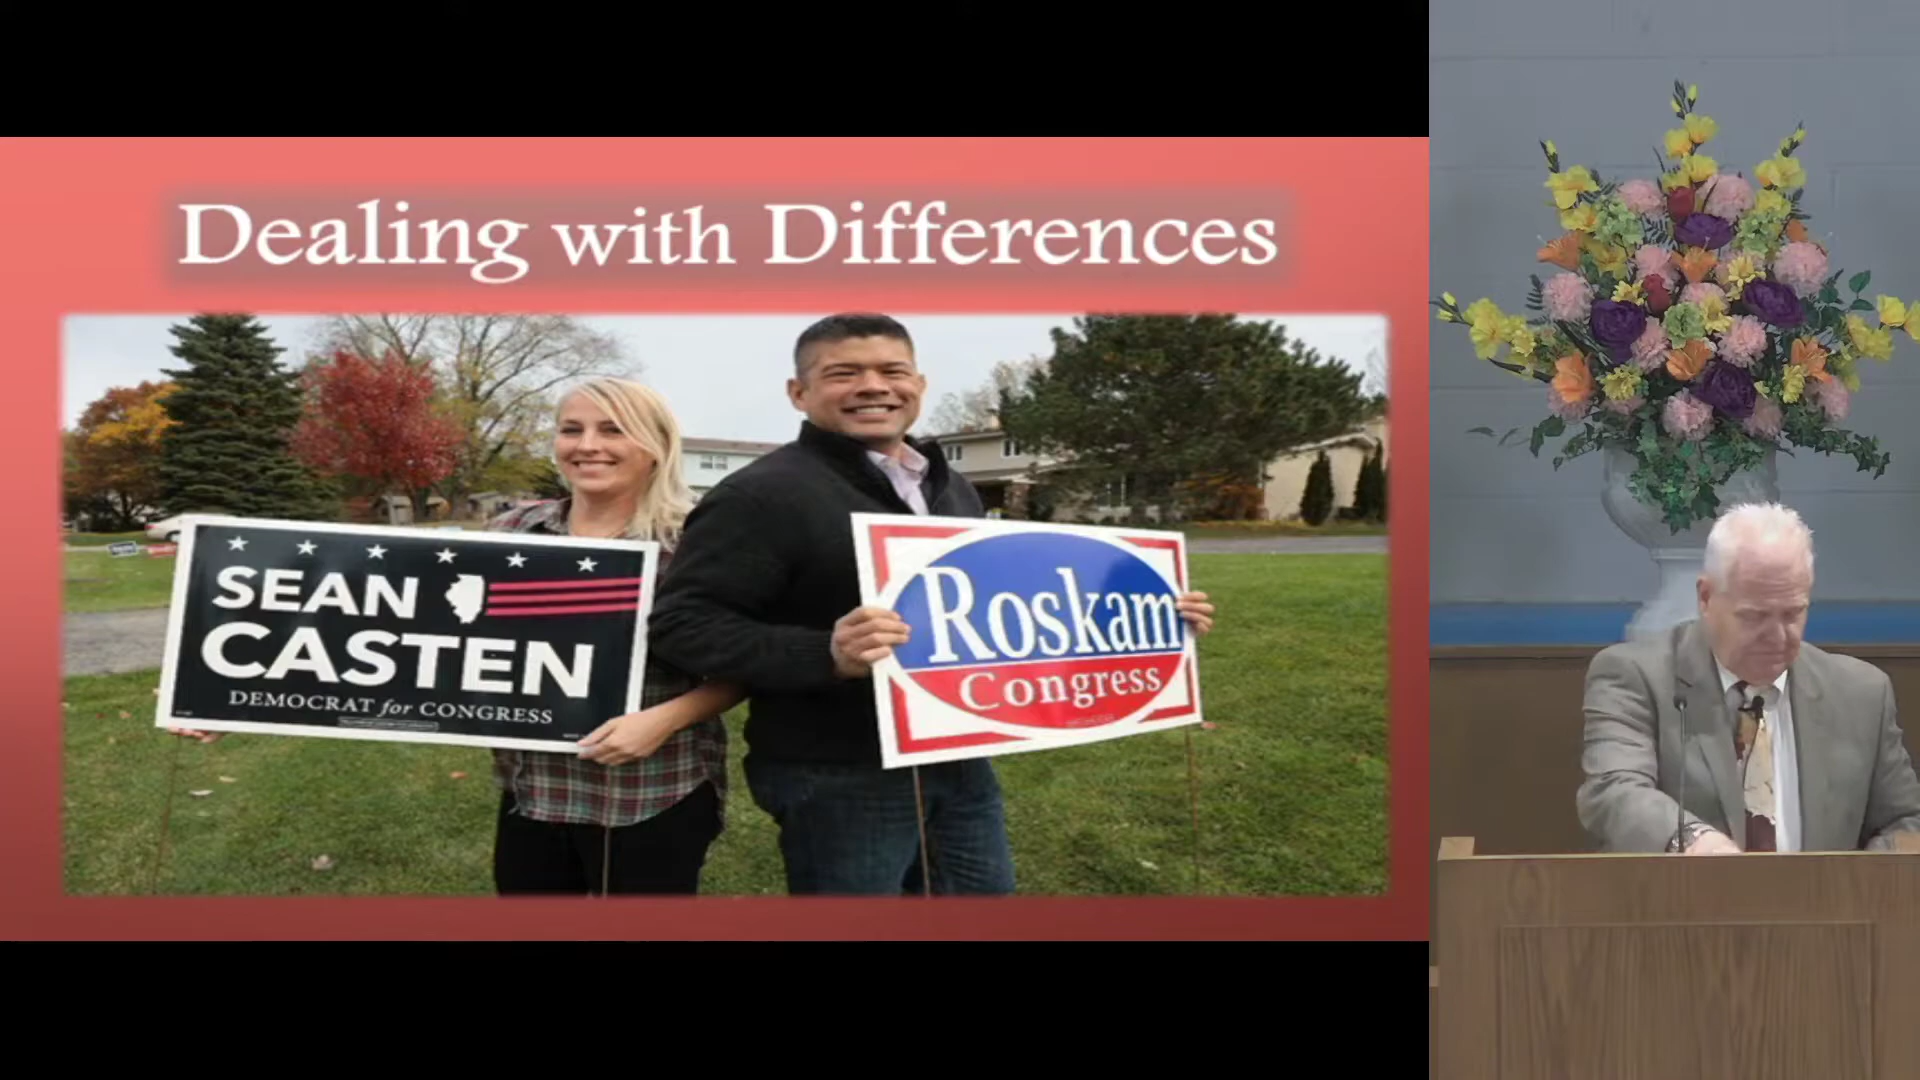 Dealing with Differences
SEAN
CASTEN
DEMOCRAT for CONGRESS
Roskam
Congress